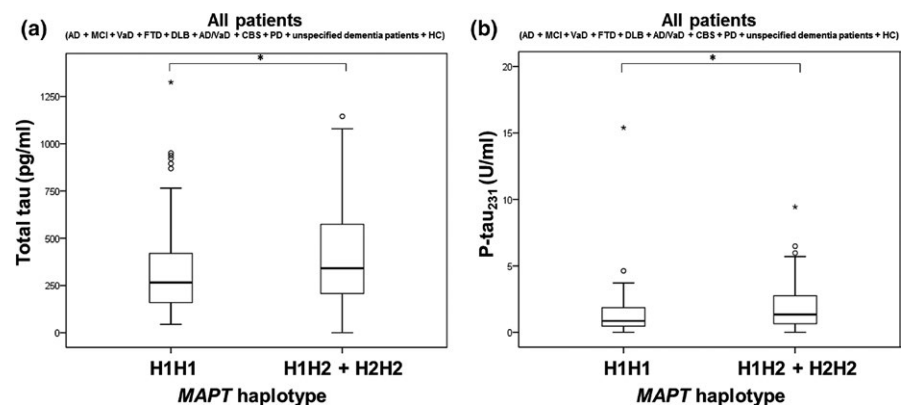 (a)
All patients
(AD + MCI + VaD + FTD + DLB + AD/VaD + CBS + PD + unspecified dementia patients + HC)
*
*
1250
1000
750
500
250
0
Total tau (pg/ml)
H1H1
H1H2 + H2H2
MAPT haplotype
(b)
All patients
(AD + MCI + VaD + FTD + DLB + AD/VaD + CBS + PD + unspecified dementia patients + HC)
*
*
*
20
15
10
5
0
P-tau231 (U/ml)
H1H1
H1H2 + H2H2
MAPT haplotype